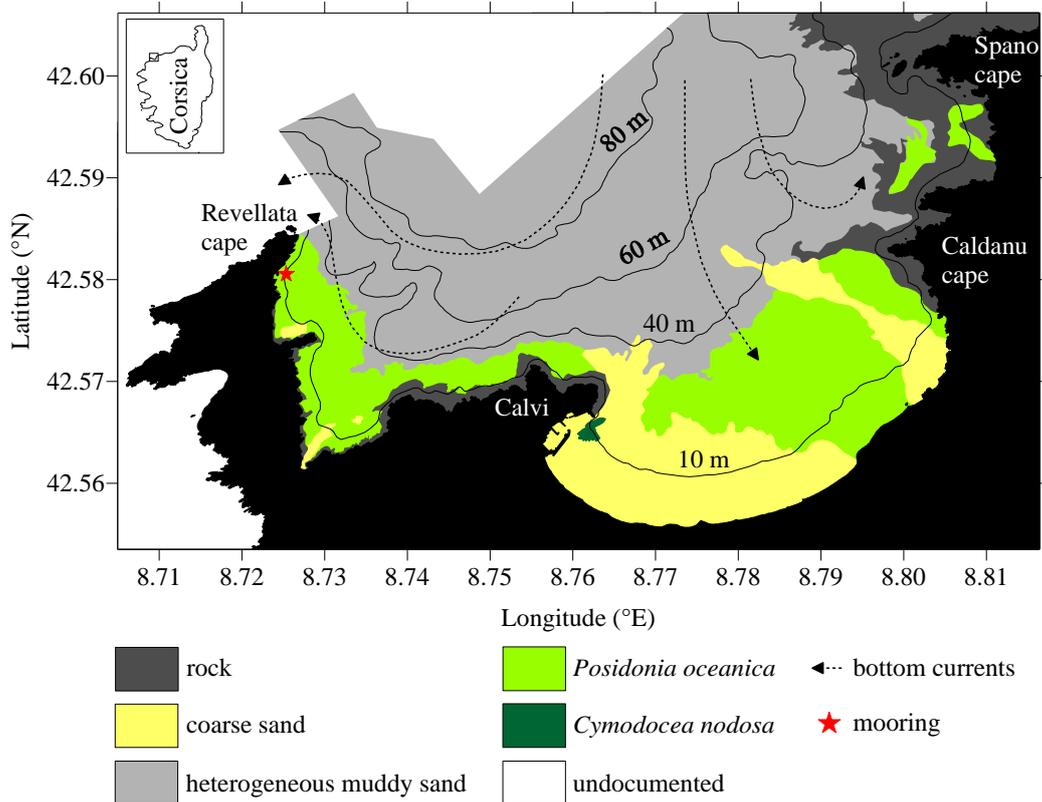 Corsica
Spano
cape
42.60
80 m
42.59
Revellata
cape
60 m
Caldanu
cape
42.58
Latitude (°N)
40 m
42.57
Calvi
10 m
42.56
8.71 8.72 8.73 8.74 8.75 8.76 8.77 8.78 8.79 8.80 8.81
Longitude (°E)
rock
Posidonia oceanica
bottom currents
coarse sand
Cymodocea nodosa
mooring
heterogeneous muddy sand
undocumented